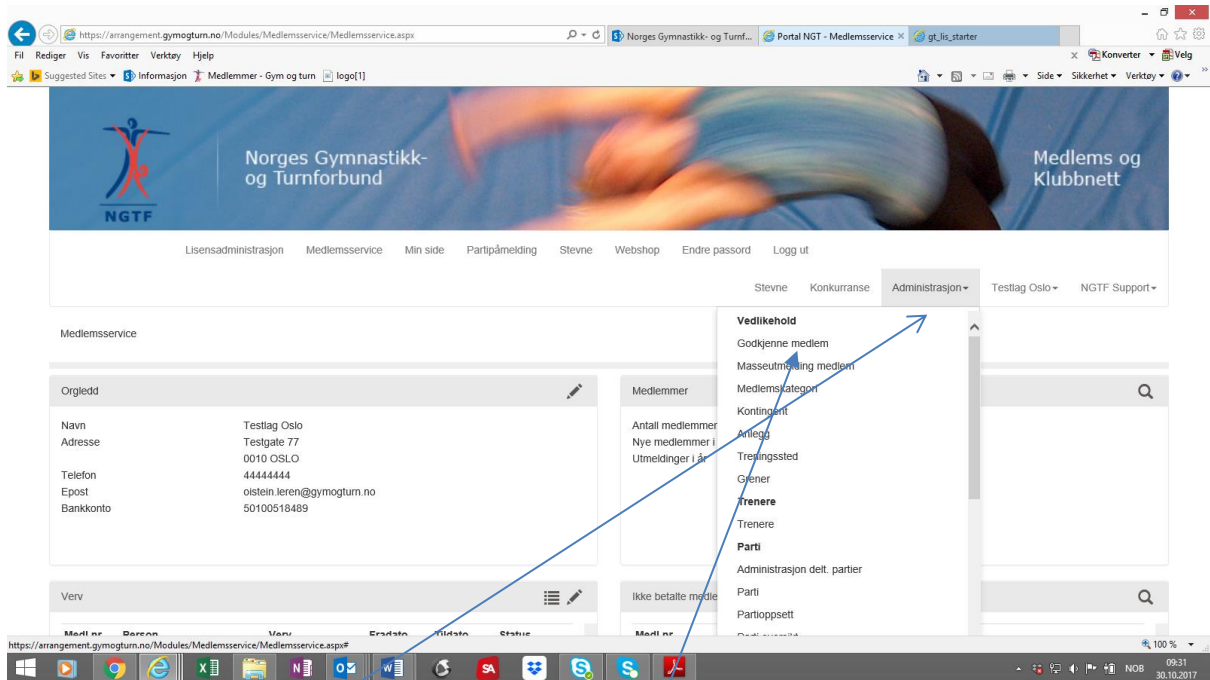 https://arrangement.gymogturn.no/Modules/Medlemsservice/Medlemsservice.aspx
Norges Gymnastikk- og Turnf...
Portal NGT - Medlemsservice
gt_lis_starter
Fil Rediger Vis Favoritter Verktøy Hjelp
x Konverter Velg
Suggested Sites Informasjon Medlemmer - Gym og turn logo[1]
Side Sikkerhet Verktøy
Norges Gymnastikk-
og Turnforbund
NGTF
Medlems og
Klubbnett
Lisensadministrasjon Medlemsservice Min side Partipåmelding Stevne Webshop Endre passord Logg ut
Stevne Konkurranse Administrasjon Testlag Oslo NGTF Support
Medlemsservice
Orgledd
Navn Testlag Oslo
Adresse Testgate 77
0010 OSLO
Telefon 44444444
Epost oistein.leren@gymogturn.no
Bankkonto 50100518489
Medlemmer
Antall medlemmer
Nye medlemmer i
Utmeldinger i år
Vedlikehold
Godkjenne medlem
Masseutmelding medlem
Medlemskategori
Kontingent
Anlegg
Treningssted
Grener
Trenere
Trenere
Parti
Administrasjon delt. partier
Parti
Partioppsett
Parti oversikt
Verv
Medl.nr Person Verv Fradato Tildato Status
Ikke betalte medle
Medl.nr
https://arrangement.gymogturn.no/Modules/Medlemsservice/Medlemsservice.aspx#
100 %
NOB
09:31
30.10.2017